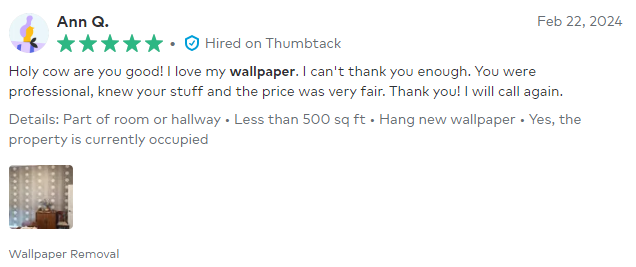 Ann Q.
Feb 22, 2024
• Hired on Thumbtack
Holy cow are you good! I love my wallpaper. I can't thank you enough. You were
professional, knew your stuff and the price was very fair. Thank you! I will call again.
Details: Part of room or hallway • Less than 500 sq ft • Hang new wallpaper • Yes, the
property is currently occupied
Wallpaper Removal